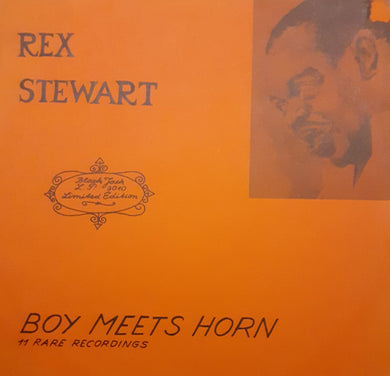 REX
STEWART
Black Jack
L.P. 3010
Limited Edition
BOY MEETS HORN
11 RARE RECORDINGS